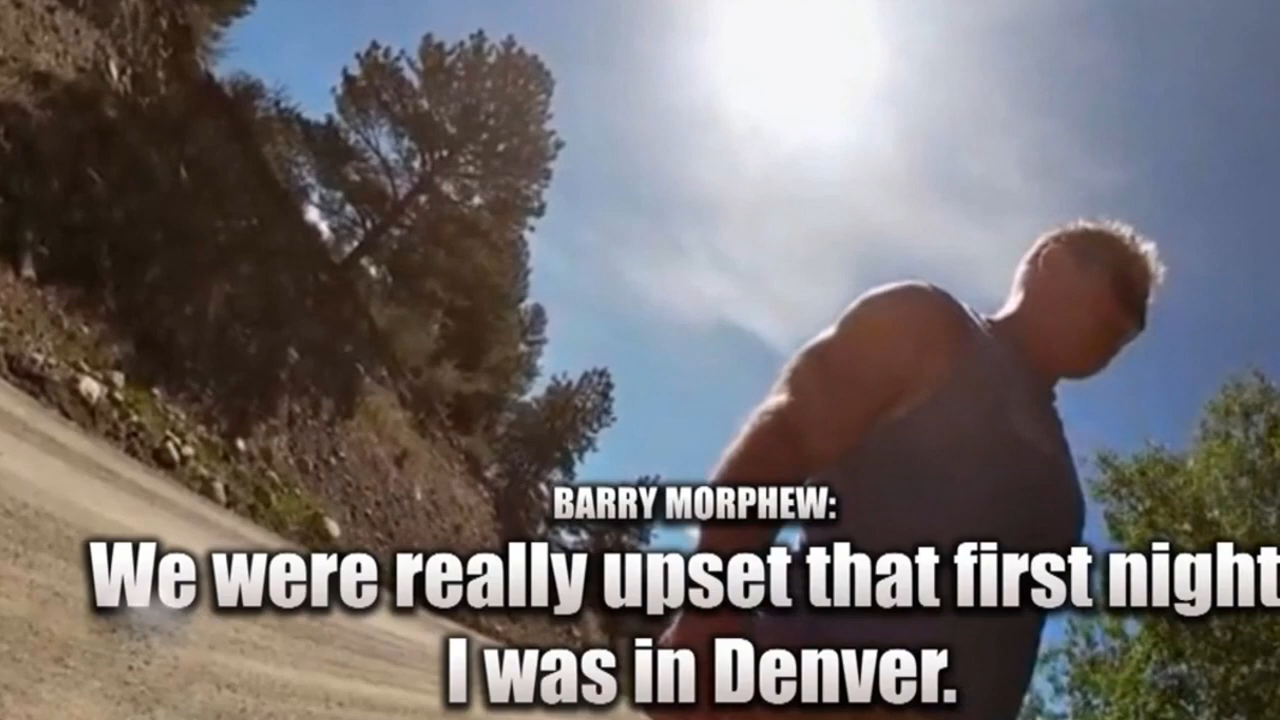 BARRY MORPHEW:
We were really upset that first night
I was in Denver.